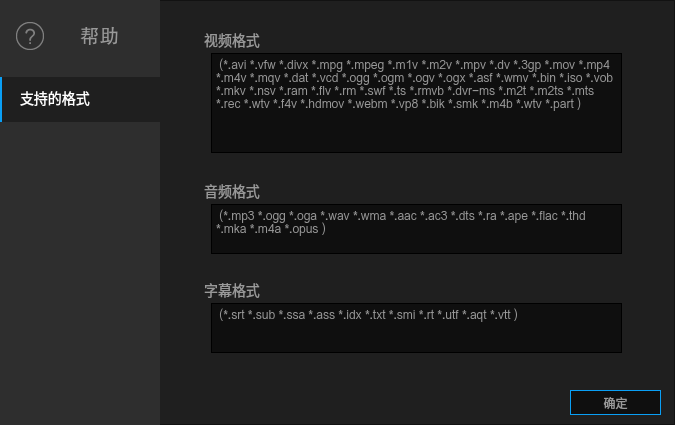 ?
帮助
支持的格式
视频格式
(*.avi *.vfw *.divx *.mpg *.mpeg *.m1v *.m2v *.mpv *.dv *.3gp *.mov *.mp4
*.m4v *.mqv *.dat *.vcd *.ogg *.ogm *.ogv *.ogx *.asf *.wmv *.bin *.iso *.vob
*.mkv *.nsv *.ram *.flv *.rm *.swf *.ts *.rmvb *.dvr-ms *.m2t *.m2ts *.mts
*.rec *.wtv *.f4v *.hdmov *.webm *.vp8 *.bik *.smk *.m4b *.wtv *.part )
音频格式
(*.mp3 *.ogg *.oga *.wav *.wma *.aac *.ac3 *.dts *.ra *.ape *.flac *.thd
*.mka *.m4a *.opus )
字幕格式
(*.srt *.sub *.ssa *.ass *.idx *.txt *.smi *.rt *.utf *.aqt *.vtt )
确定